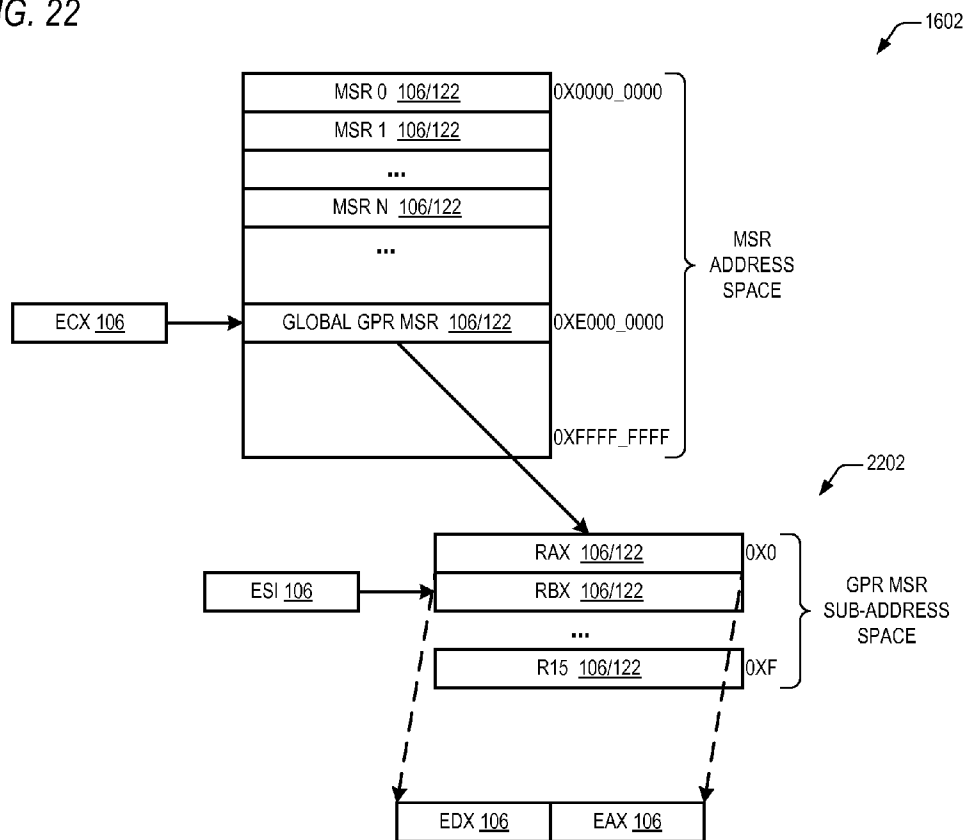 FIG. 22
1602
MSR 0 106/122
0X0000_0000
MSR 1 106/122
...
MSR N 106/122
...
MSR
ADDRESS
SPACE
ECX 106
GLOBAL GPR MSR 106/122
0XE000_0000
0XFFFF_FFFF
2202
RAX 106/122
0X0
ESI 106
RBX 106/122
GPR MSR
SUB-ADDRESS
SPACE
...
R15 106/122
0XF
EDX 106
EAX 106